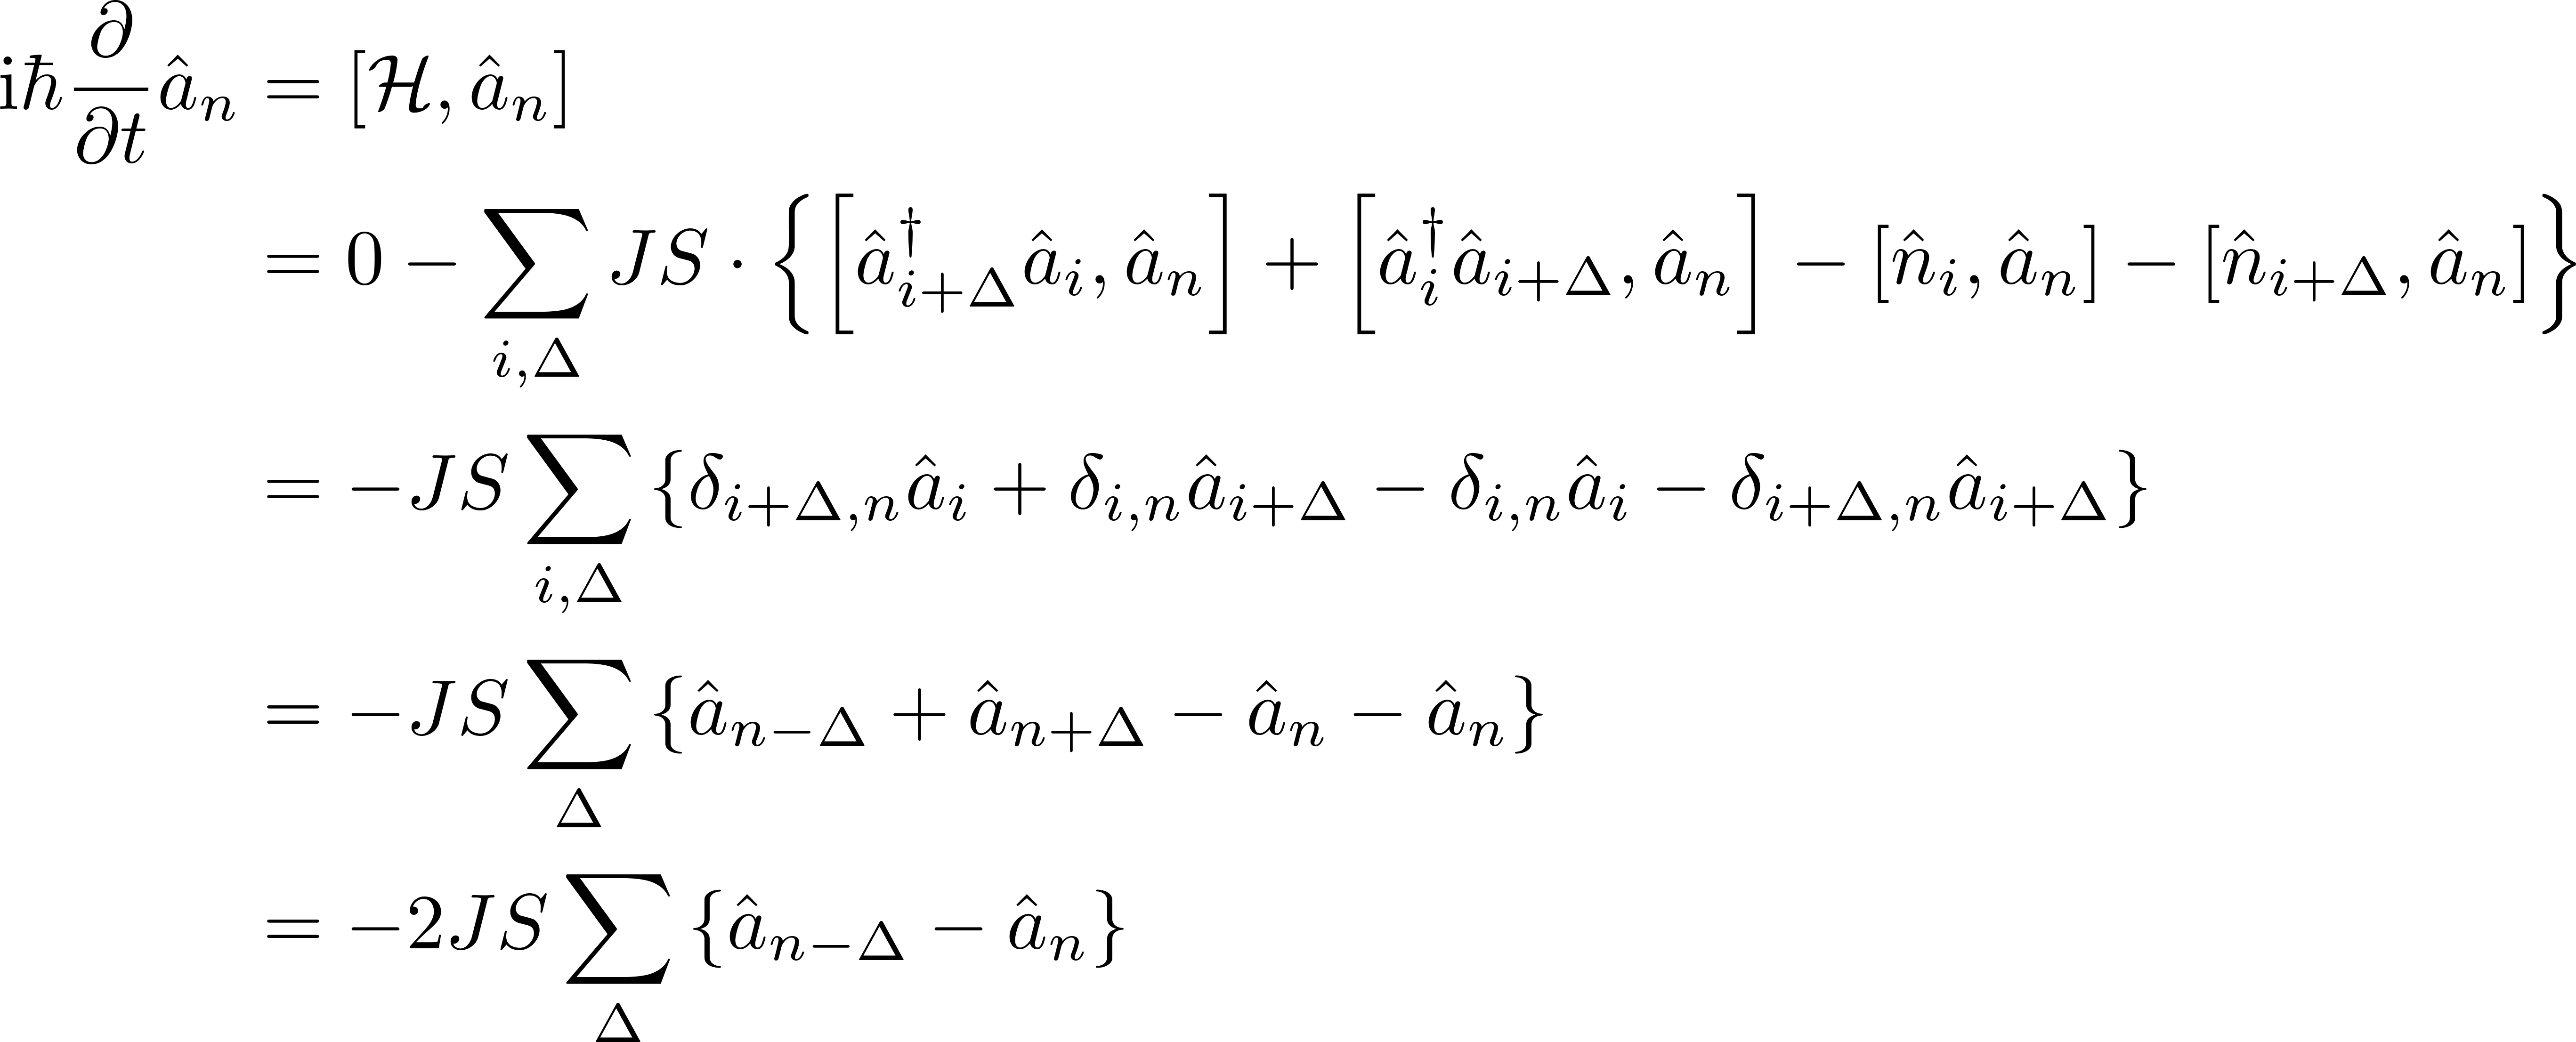 iℏ ∂/∂t â_n = [ℋ, â_n]
= 0 − ∑_{i,Δ} JS · { [ â†_{i+Δ} â_i, â_n ] + [ â†_i â_{i+Δ}, â_n ] − [n̂_i, â_n] − [n̂_{i+Δ}, â_n] }
= −JS ∑_{i,Δ} {δ_{i+Δ,n} â_i + δ_{i,n} â_{i+Δ} − δ_{i,n} â_i − δ_{i+Δ,n} â_{i+Δ}}
= −JS ∑_Δ {â_{n−Δ} + â_{n+Δ} − â_n − â_n}
= −2JS ∑_Δ {â_{n−Δ} − â_n}